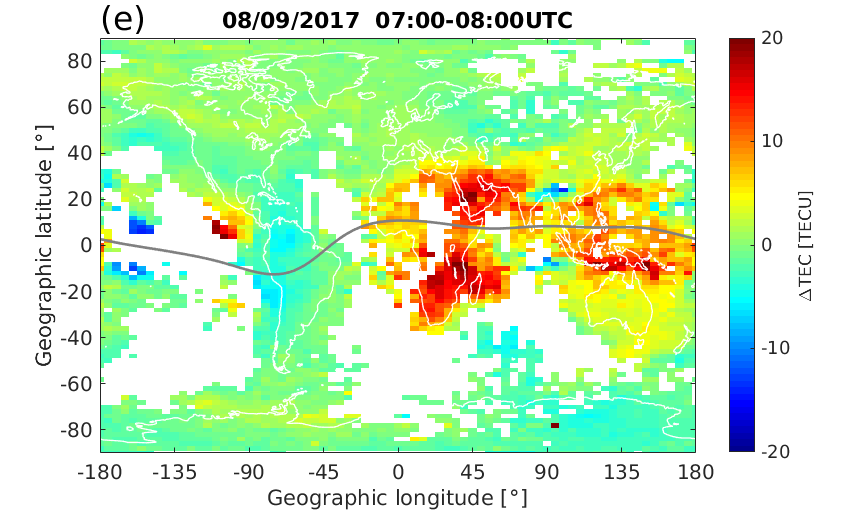 (e) 08/09/2017 07:00-08:00UTC
80
60
40
20
0
-20
-40
-60
-80
Geographic latitude [°]
-180 -135 -90 -45 0 45 90 135 180
Geographic longitude [°]
20
10
0
-10
-20
△TEC [TECU]